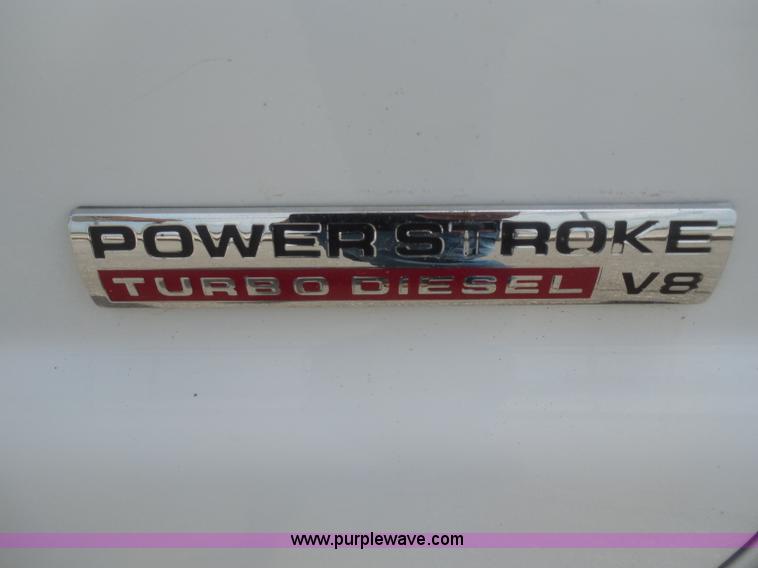 POWER STROKE
TURBO DIESEL V8
www.purplewave.com